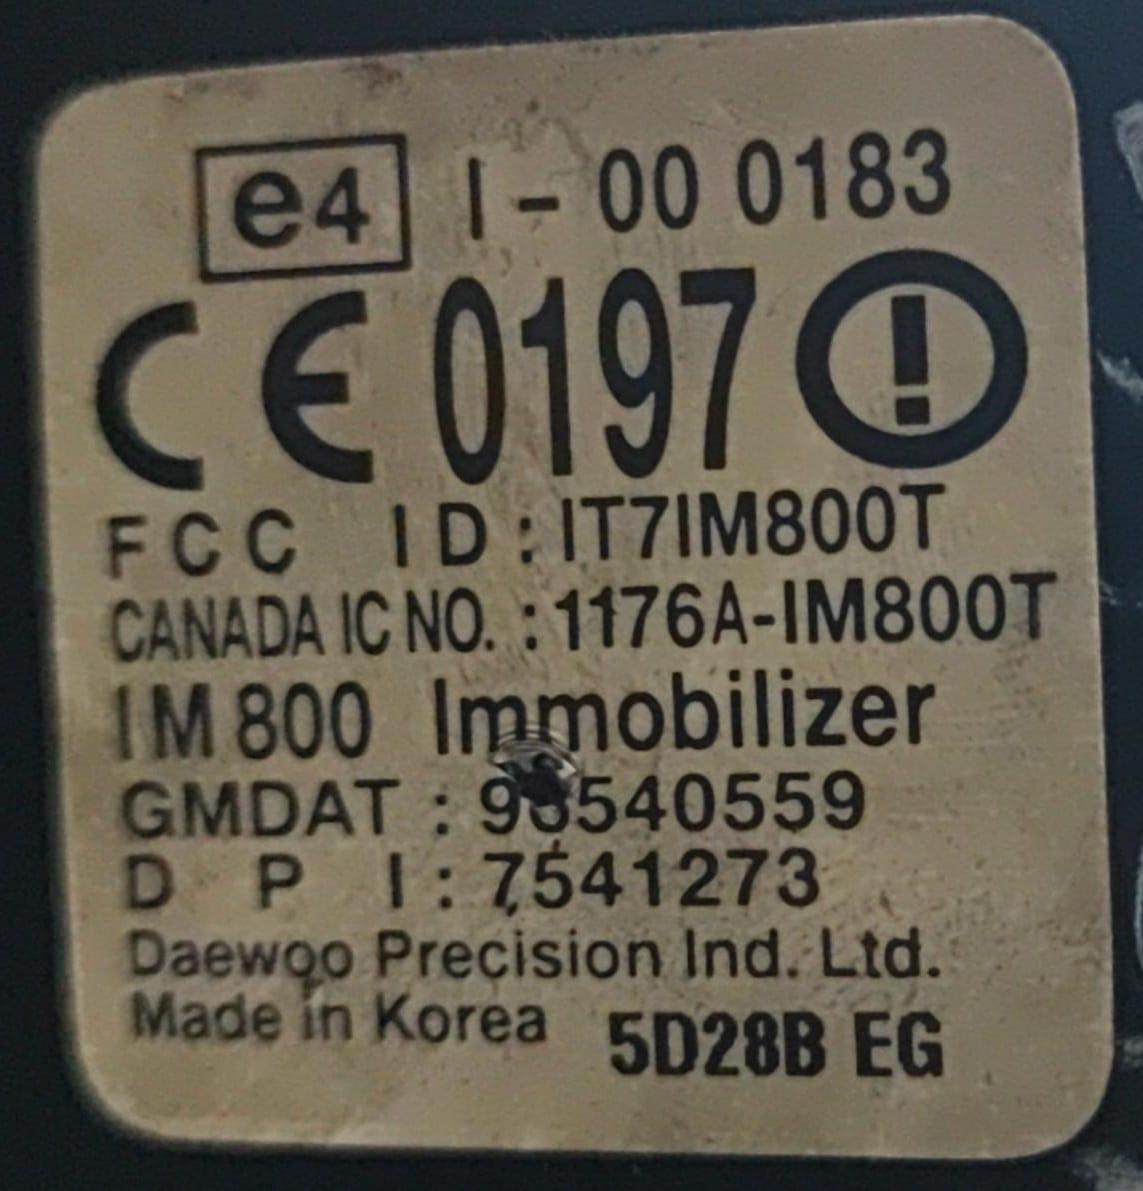 e4 I - 00 0183
CE 0197 !
FCC ID : IT7IM800T
CANADA IC NO. : 1176A-IM800T
IM 800 Immobilizer
GMDAT :
D P I : 7541273
Daewoo Precision Ind. Ltd.
Made in Korea 5D28B EG